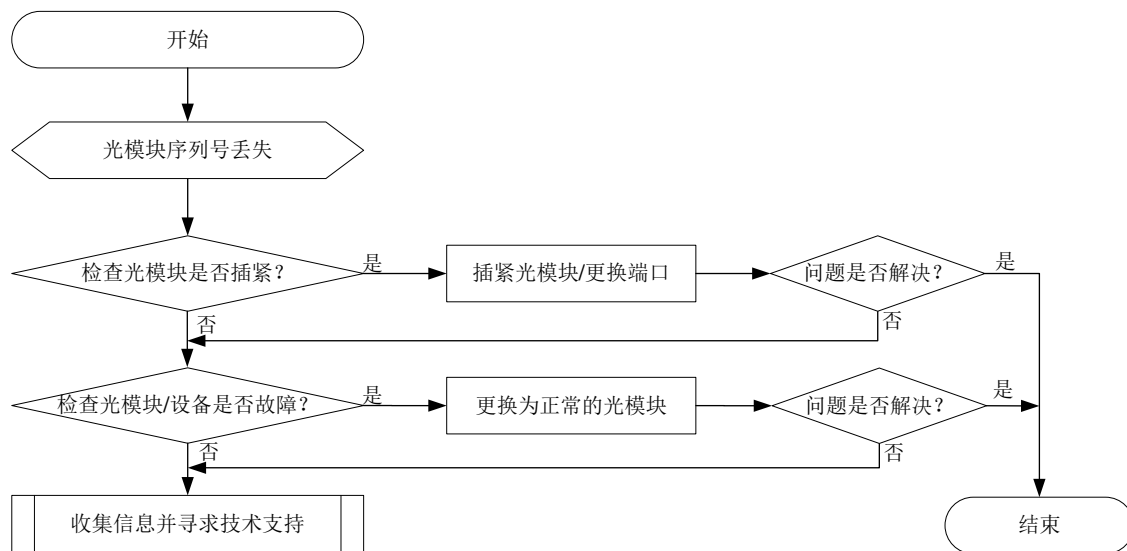 开始
光模块序列号丢失
检查光模块是否插紧？
是
插紧光模块/更换端口
问题是否解决？
是
否
否
检查光模块/设备是否故障？
是
更换为正常的光模块
问题是否解决？
是
否
否
收集信息并寻求技术支持
结束